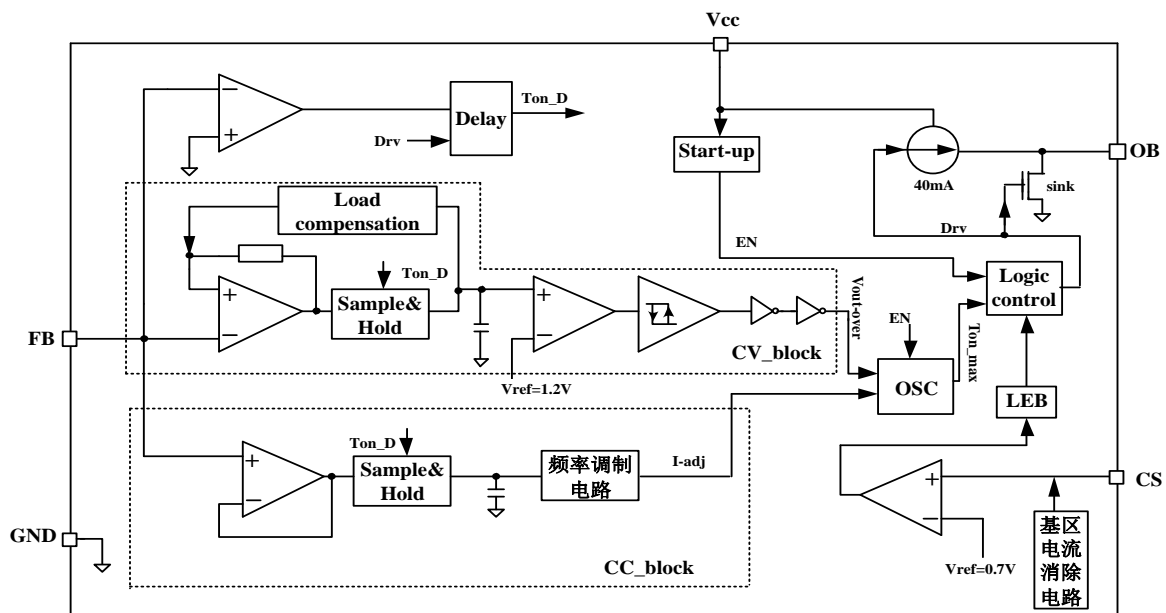 Vcc
Ton_D
Delay
Drv
Start-up
40mA
sink
OB
Load
compensation
Drv
EN
Ton_D
Logic
control
Sample&
Hold
FB
Vout-over
EN
Ton_max
CV_block
Vref=1.2V
OSC
LEB
Ton_D
Sample&
Hold
频率调制
电路
I-adj
CS
GND
基区
电流
消除
电路
Vref=0.7V
CC_block